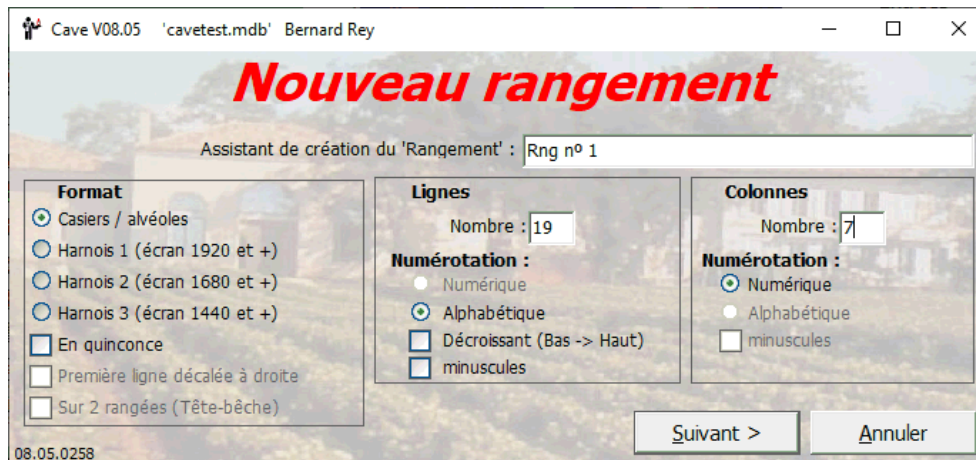 Cave V08.05 'cavetest.mdb' Bernard Rey
Nouveau rangement
Assistant de création du 'Rangement' : Rng nº 1
Format
Casiers / alvéoles
Harnois 1 (écran 1920 et +)
Harnois 2 (écran 1680 et +)
Harnois 3 (écran 1440 et +)
En quinconce
Première ligne décalée à droite
Sur 2 rangées (Tête-bêche)
Lignes
Nombre : 19
Numérotation :
Numérique
Alphabétique
Décroissant (Bas -> Haut)
minuscules
Colonnes
Nombre : 7
Numérotation :
Numérique
Alphabétique
minuscules
Suivant >
Annuler
08.05.0258